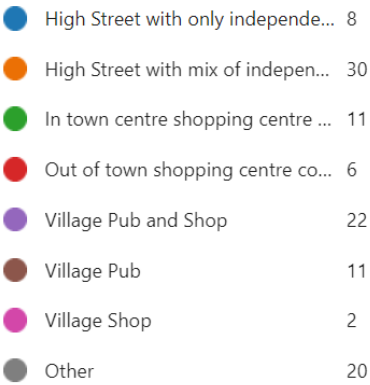 High Street with only independe... 8
High Street with mix of indepen... 30
In town centre shopping centre ... 11
Out of town shopping centre co... 6
Village Pub and Shop 22
Village Pub 11
Village Shop 2
Other 20